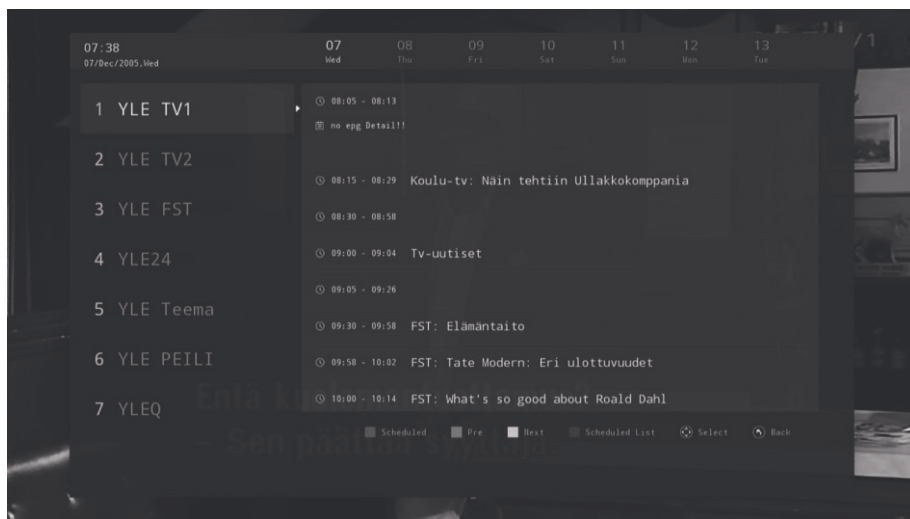 07:38
07/Dec/2005,Wed
07 08 09 10 11 12 13
Wed Thu Fri Sat Sun Mon Tue
/1
1 YLE TV1
2 YLE TV2
3 YLE FST
4 YLE24
5 YLE Teema
6 YLE PEILI
7 YLEQ
08:05 - 08:13
no epg Detail!!
08:15 - 08:29 Koulu-tv: Näin tehtiin Ullakkokomppania
08:30 - 08:58
09:00 - 09:04 Tv-uutiset
09:05 - 09:26
09:30 - 09:58 FST: Elämäntaito
09:58 - 10:02 FST: Tate Modern: Eri ulottuvuudet
10:00 - 10:14 FST: What's so good about Roald Dahl
Scheduled Pre Next Scheduled List Select Back
Entä
Sen päättää syyttäjä.